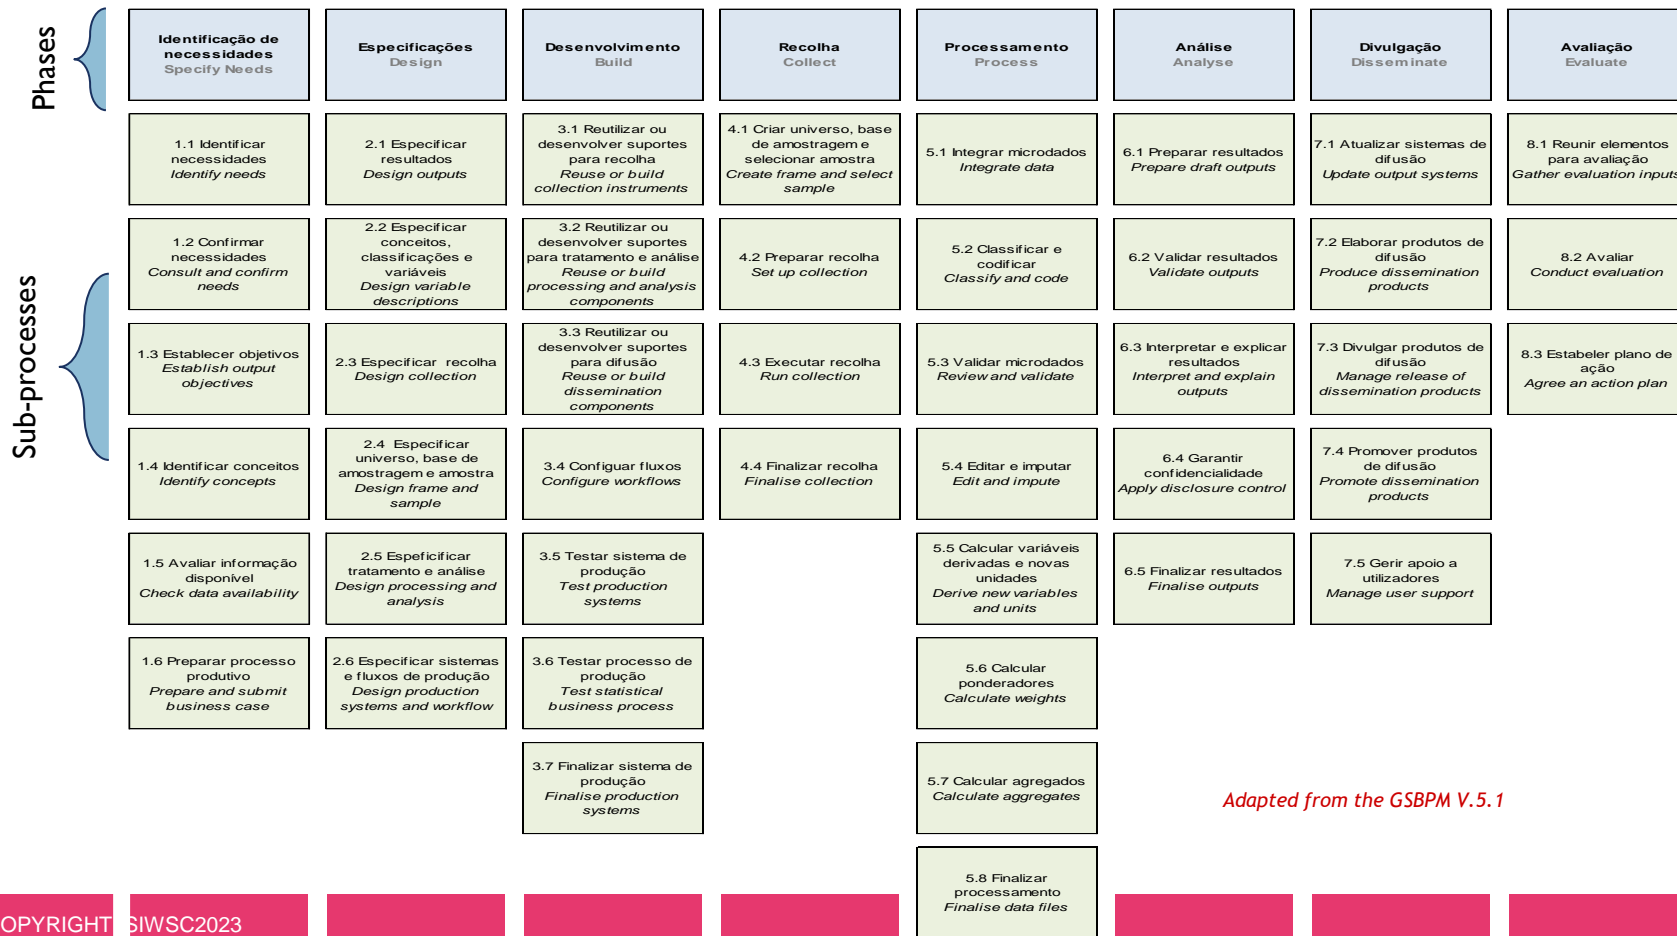 Phases
Identificação de
necessidades
Specify Needs
Especificações
Design
Desenvolvimento
Build
Recolha
Collect
Processamento
Process
Análise
Analyse
Divulgação
Disseminate
Avaliação
Evaluate
Sub-processes
1.1 Identificar
necessidades
Identify needs
2.1 Especificar
resultados
Design outputs
3.1 Reutilizar ou
desenvolver suportes
para recolha
Reuse or build
collection instruments
4.1 Criar universo, base
de amostragem e
selecionar amostra
Create frame and select
sample
5.1 Integrar microdados
Integrate data
6.1 Preparar resultados
Prepare draft outputs
7.1 Atualizar sistemas de
difusão
Update output systems
8.1 Reunir elementos
para avaliação
Gather evaluation inputs
1.2 Confirmar
necessidades
Consult and confirm
needs
2.2 Especificar
conceitos,
classificações e
variáveis
Design variable
descriptions
3.2 Reutilizar ou
desenvolver suportes
para tratamento e análise
Reuse or build
processing and analysis
components
4.2 Preparar recolha
Set up collection
5.2 Classificar e
codificar
Classify and code
6.2 Validar resultados
Validate outputs
7.2 Elaborar produtos de
difusão
Produce dissemination
products
8.2 Avaliar
Conduct evaluation
1.3 Establecer objetivos
Establish output
objectives
2.3 Especificar recolha
Design collection
3.3 Reutilizar ou
desenvolver suportes
para difusão
Reuse or build
dissemination
components
4.3 Executar recolha
Run collection
5.3 Validar microdados
Review and validate
6.3 Interpretar e explicar
resultados
Interpret and explain
outputs
7.3 Divulgar produtos de
difusão
Manage release of
dissemination products
8.3 Estabeler plano de
ação
Agree an action plan
1.4 Identificar conceitos
Identify concepts
2.4 Especificar
universo, base de
amostragem e amostra
Design frame and
sample
3.4 Configuar fluxos
Configure workflows
4.4 Finalizar recolha
Finalise collection
5.4 Editar e imputar
Edit and impute
6.4 Garantir
confidencialidade
Apply disclosure control
7.4 Promover produtos
de difusão
Promote dissemination
products
1.5 Avaliar informação
disponível
Check data availability
2.5 Espeficificar
tratamento e análise
Design processing and
analysis
3.5 Testar sistema de
produção
Test production
systems
5.5 Calcular variáveis
derivadas e novas
unidades
Derive new variables
and units
6.5 Finalizar resultados
Finalise outputs
7.5 Gerir apoio a
utilizadores
Manage user support
1.6 Preparar processo
produtivo
Prepare and submit
business case
2.6 Especificar sistemas
e fluxos de produção
Design production
systems and workflow
3.6 Testar processo de
produção
Test statistical
business process
5.6 Calcular
ponderadores
Calculate weights
3.7 Finalizar sistema de
produção
Finalise production
systems
5.7 Calcular agregados
Calculate aggregates
Adapted from the GSBPM V.5.1
5.8 Finalizar
processamento
Finalise data files
OPYRIGHT SIWSC2023